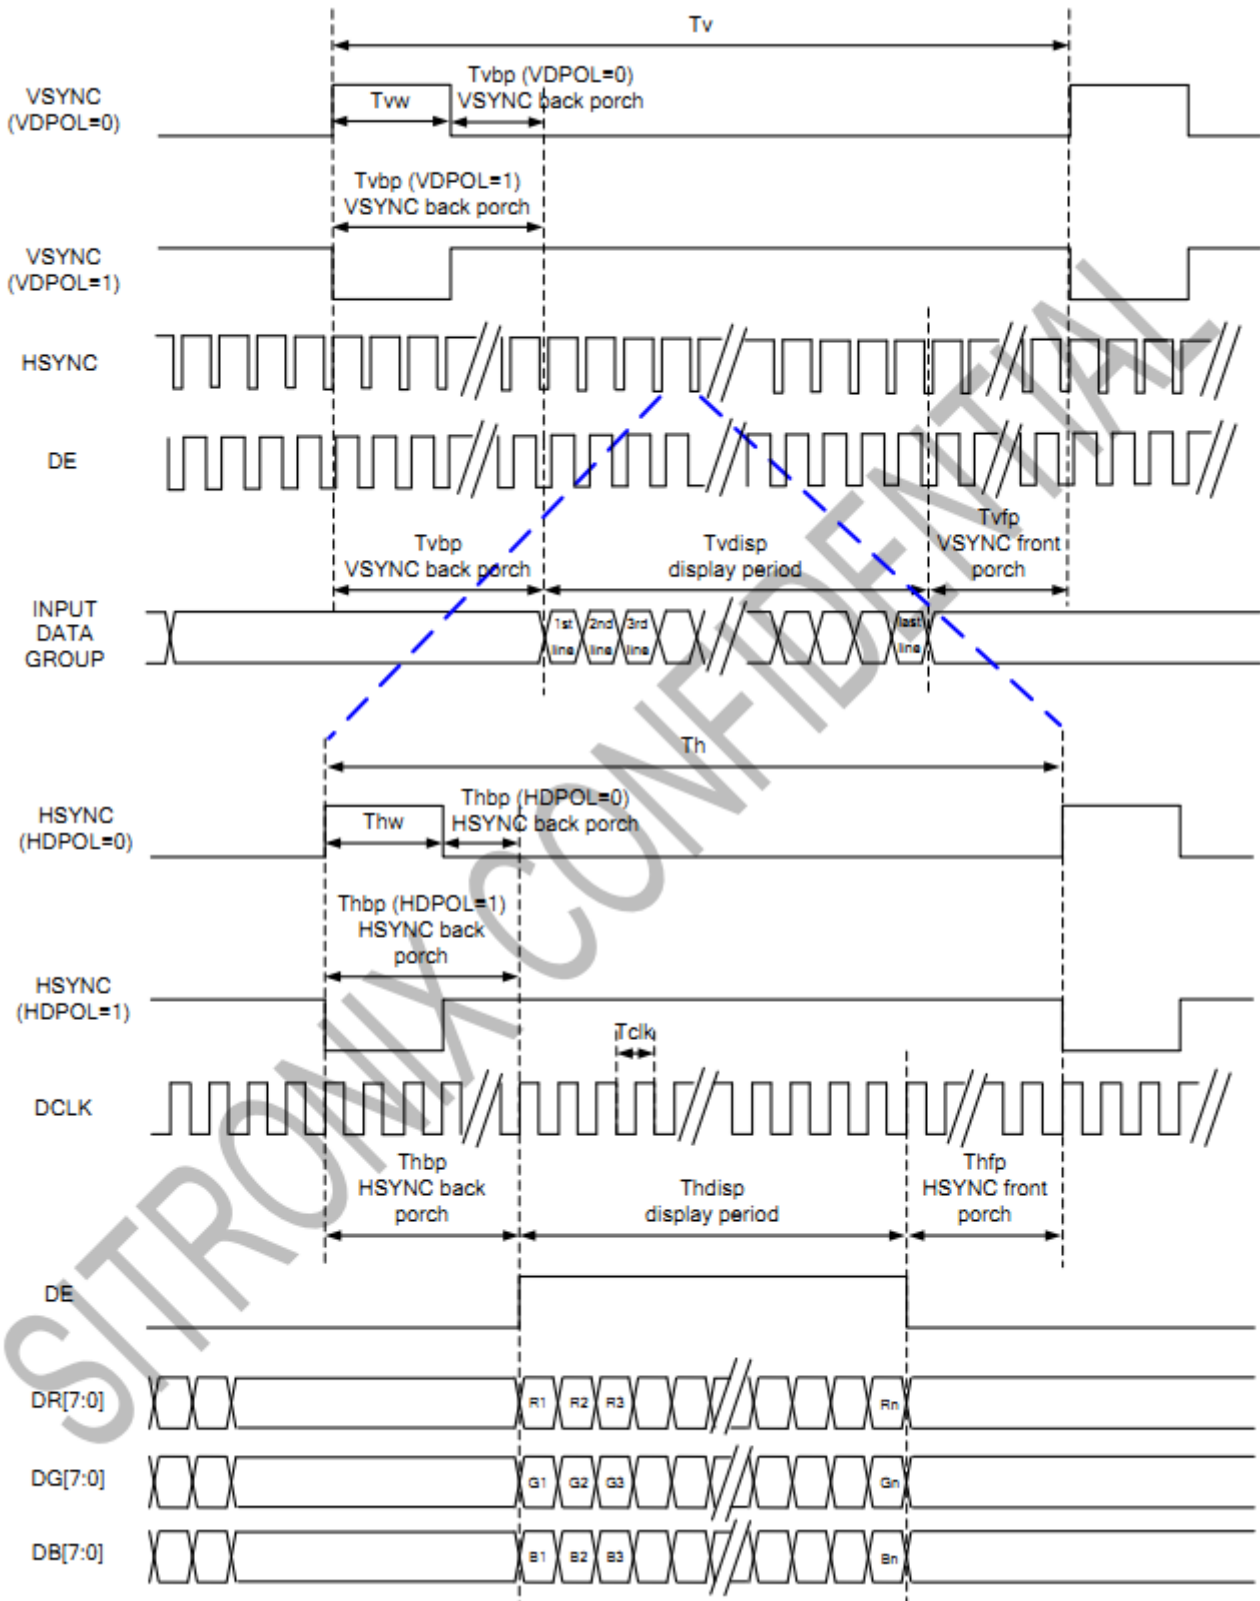 Tv
VSYNC
(VDPOL=0)
Tvw
Tvbp (VDPOL=0)
VSYNC back porch
Tvbp (VDPOL=1)
VSYNC back porch
VSYNC
(VDPOL=1)
HSYNC
DE
Tvbp
VSYNC back porch
Tvdisp
display period
Tvfp
VSYNC front
porch
INPUT
DATA
GROUP
1st
line
2nd
line
3rd
line
last
line
Th
HSYNC
(HDPOL=0)
Thw
Thbp (HDPOL=0)
HSYNC back porch
Thbp (HDPOL=1)
HSYNC back
porch
HSYNC
(HDPOL=1)
Tclk
DCLK
Thbp
HSYNC back
porch
Thdisp
display period
Thfp
HSYNC front
porch
DE
DR[7:0]
R1 R2 R3 Rn
DG[7:0]
G1 G2 G3 Gn
DB[7:0]
B1 B2 B3 Bn
SITRONIX CONFIDENTIAL